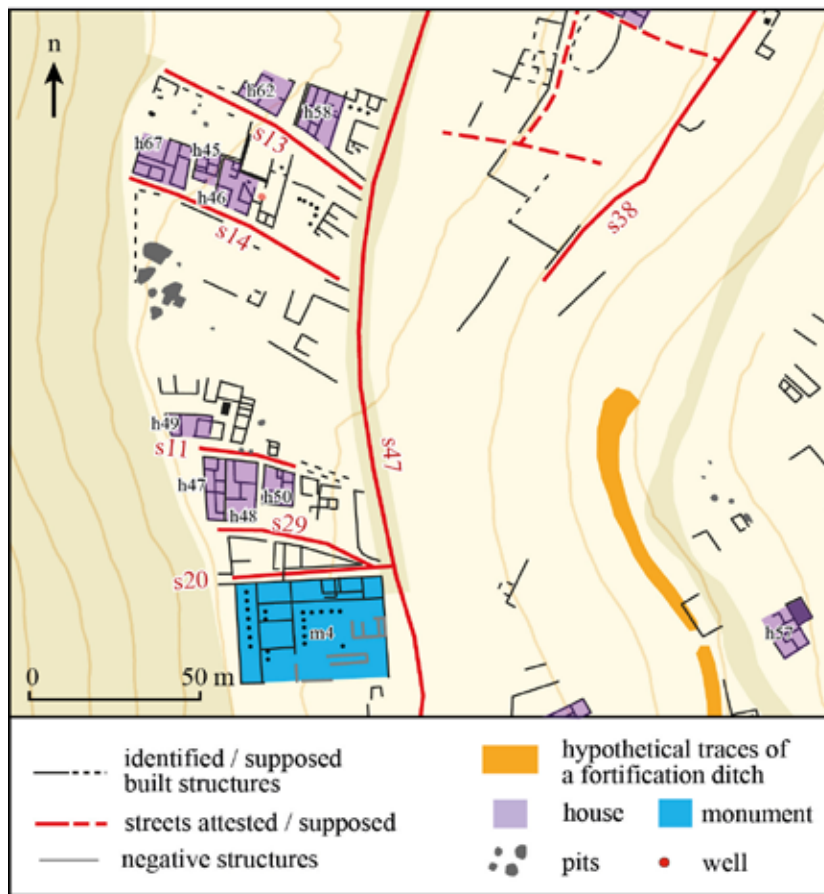 n
h62
h58
s13
h67
h45
h46
s14
s38
h49
s11
s47
h47
h50
h48
s29
s20
m4
h57
0 50 m
identified / supposed
built structures
streets attested / supposed
negative structures
hypothetical traces of
a fortification ditch
house
monument
pits
well